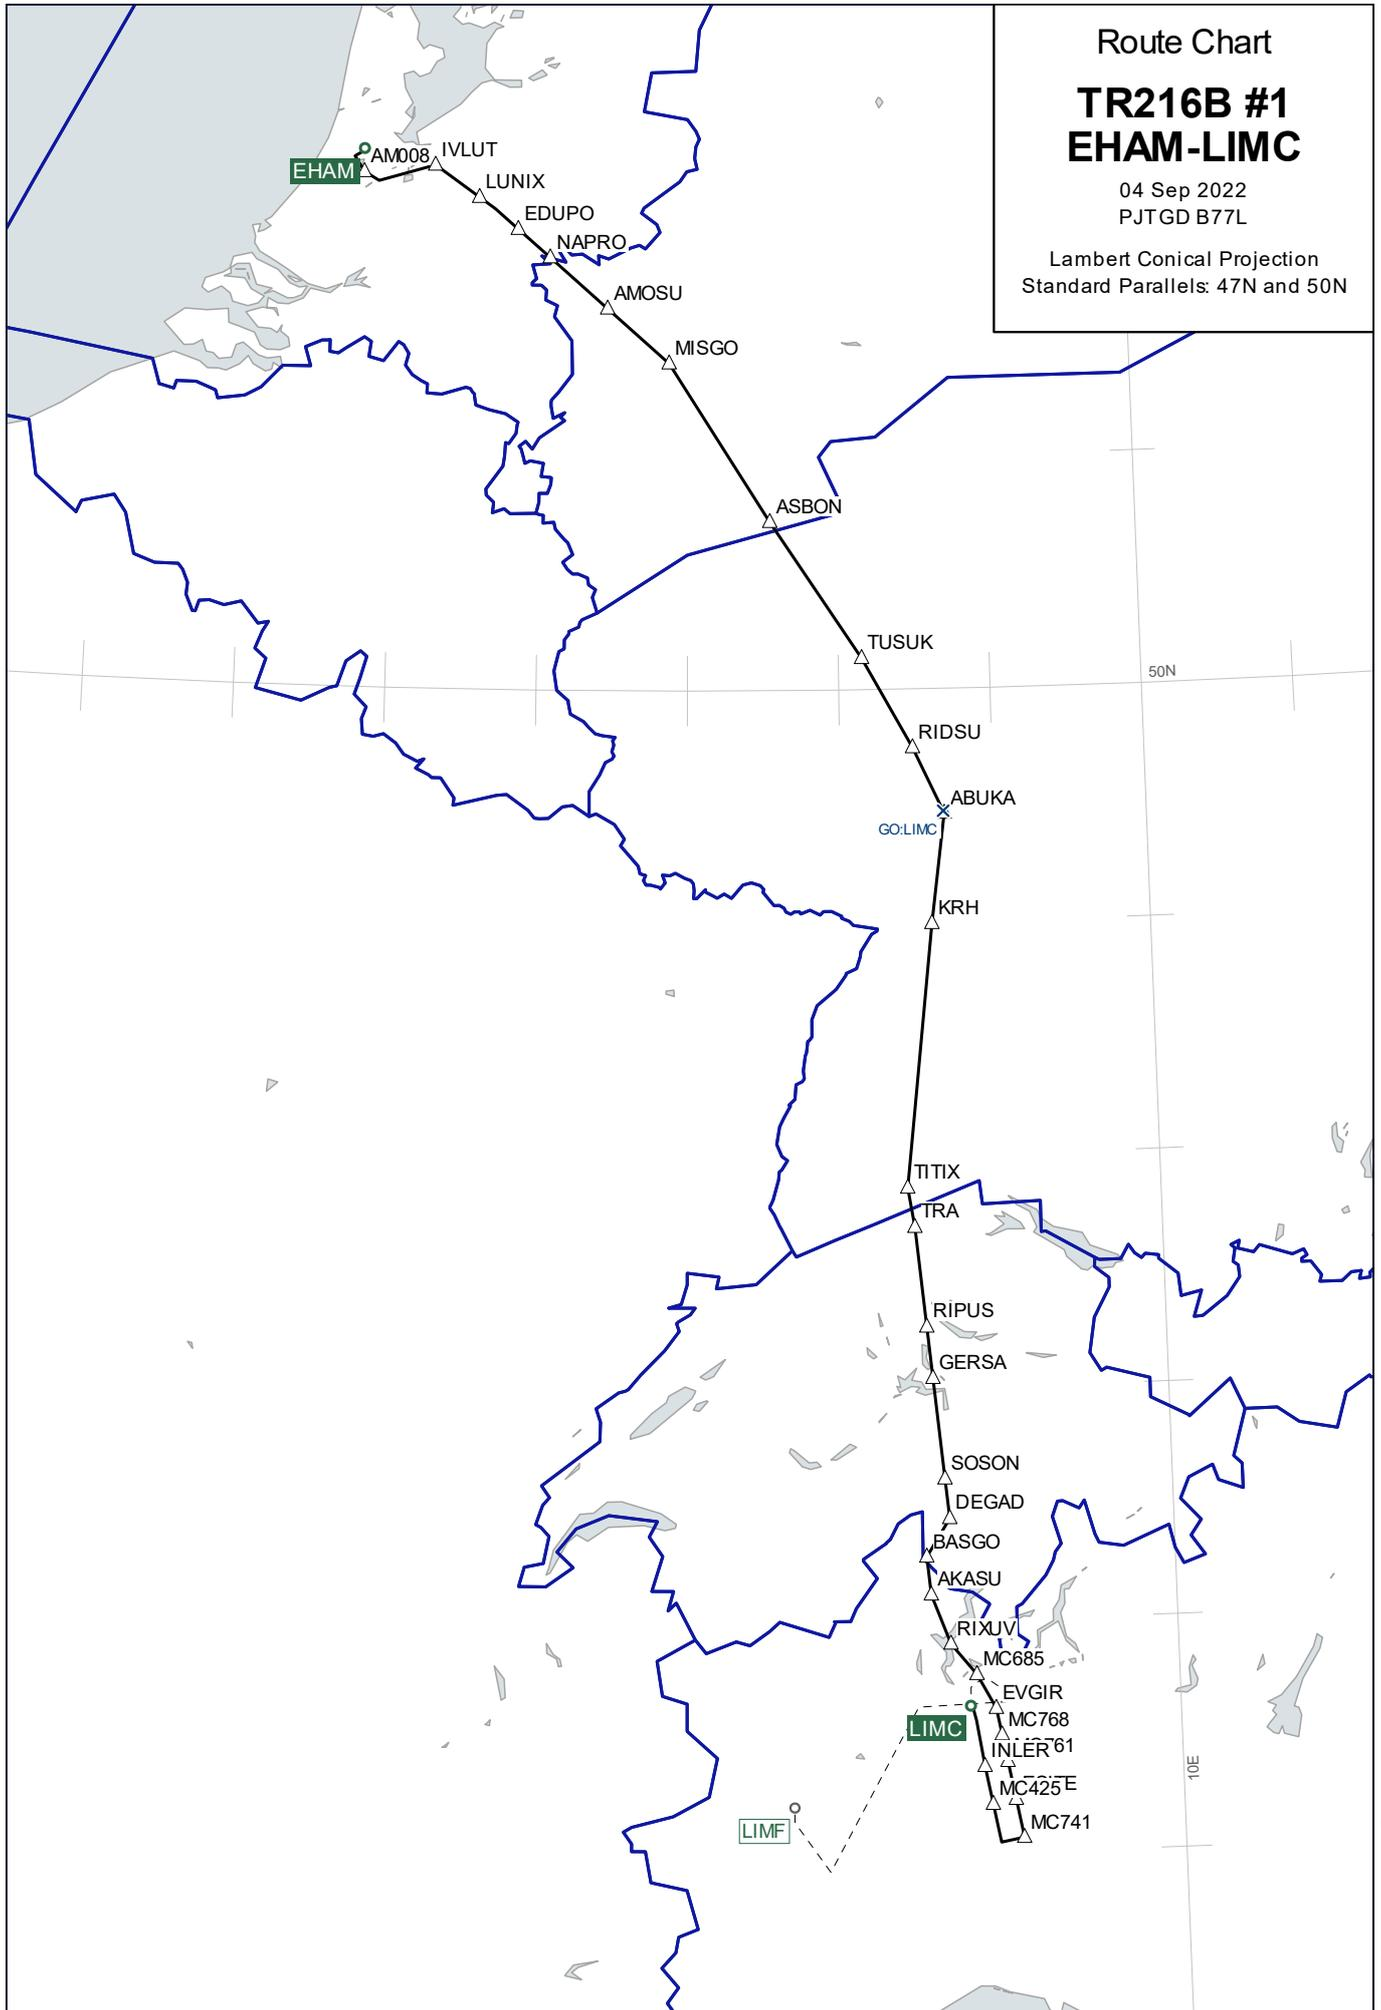 Route Chart
TR216B #1
EHAM-LIMC
04 Sep 2022
PJTGD B77L
Lambert Conical Projection
Standard Parallels: 47N and 50N
EHAM
AM008
IVLUT
LUNIX
EDUPO
NAPRO
AMOSU
MISGO
ASBON
TUSUK
50N
RIDSU
ABUKA
GO:LIMC
KRH
TITIX
TRA
RIPUS
GERSA
SOSON
DEGAD
BASGO
AKASU
RIXUV
MC685
EVGIR
LIMC
MC768
INLER
10E
MC425
LIMF
MC741